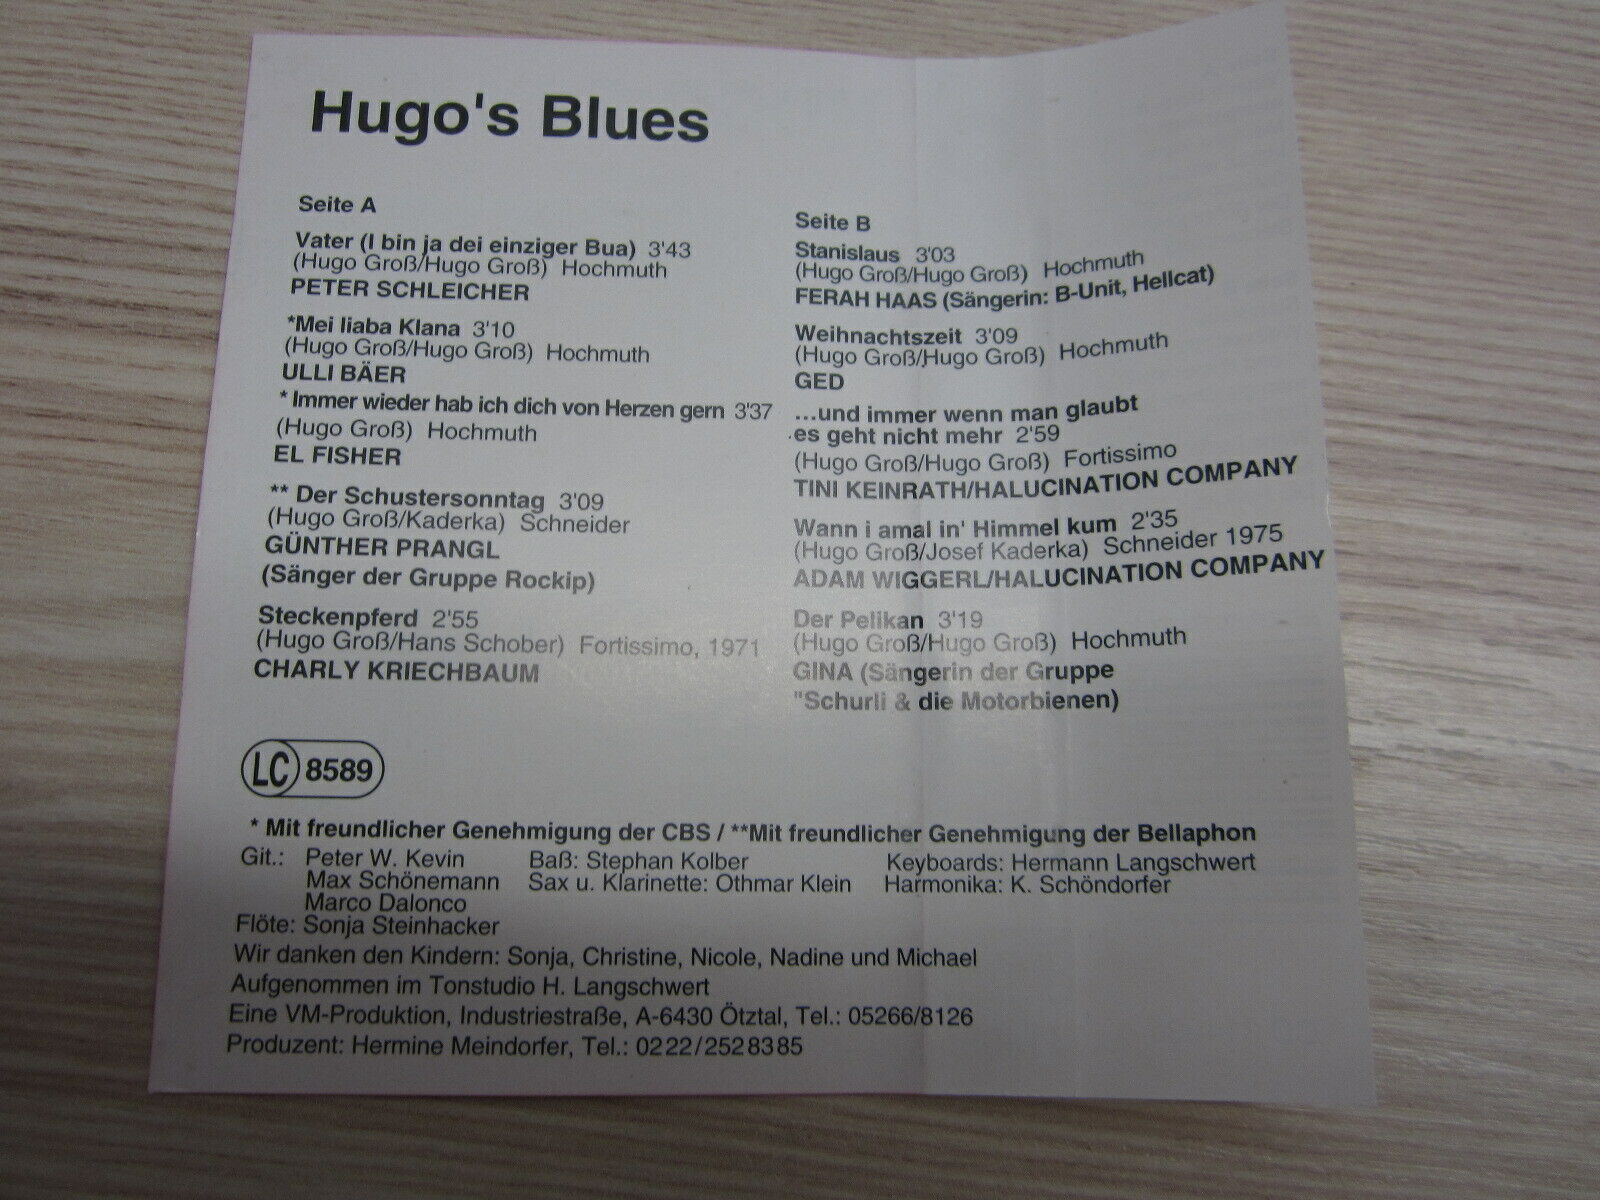 Hugo's Blues
Seite A
Vater (I bin ja dei einziger Bua) 3'43
(Hugo Groß/Hugo Groß) Hochmuth
PETER SCHLEICHER
*Mei liaba Klana 3'10
(Hugo Groß/Hugo Groß) Hochmuth
ULLI BÄER
* Immer wieder hab ich dich von Herzen gern 3'37
(Hugo Groß) Hochmuth
EL FISHER
** Der Schustersonntag 3'09
(Hugo Groß/Kaderka) Schneider
GÜNTHER PRANGL
(Sänger der Gruppe Rockip)
Steckenpferd 2'55
(Hugo Groß/Hans Schober) Fortissimo, 1971
CHARLY KRIECHBAUM
Seite B
Stanislaus 3'03
(Hugo Groß/Hugo Groß) Hochmuth
FERAH HAAS (Sängerin: B-Unit, Hellcat)
Weihnachtszeit 3'09
(Hugo Groß/Hugo Groß) Hochmuth
GED
...und immer wenn man glaubt
es geht nicht mehr 2'59
(Hugo Groß/Hugo Groß) Fortissimo
TINI KEINRATH/HALUCINATION COMPANY
Wann i amal in' Himmel kum 2'35
(Hugo Groß/Josef Kaderka) Schneider 1975
ADAM WIGGERL/HALUCINATION COMPANY
Der Pelikan 3'19
(Hugo Groß/Hugo Groß) Hochmuth
GINA (Sängerin der Gruppe
"Schurli & die Motorbienen)
LC 8589
* Mit freundlicher Genehmigung der CBS / **Mit freundlicher Genehmigung der Bellaphon
Git.: Peter W. Kevin Baß: Stephan Kolber Keyboards: Hermann Langschwert
Max Schönemann Sax u. Klarinette: Othmar Klein Harmonika: K. Schöndorfer
Marco Dalonco
Flöte: Sonja Steinhacker
Wir danken den Kindern: Sonja, Christine, Nicole, Nadine und Michael
Aufgenommen im Tonstudio H. Langschwert
Eine VM-Produktion, Industriestraße, A-6430 Ötztal, Tel.: 05266/8126
Produzent: Hermine Meindorfer, Tel.: 0222/2528385